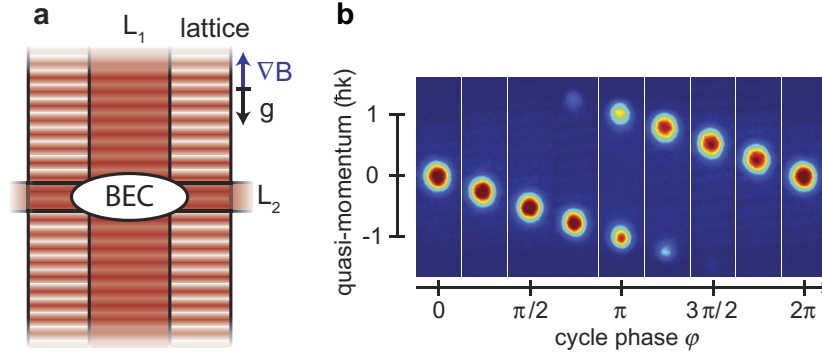 a
L₁
lattice
∇B
g
BEC
L₂
b
quasi-momentum (ħk)
1
0
-1
0
π/2
π
3π/2
2π
cycle phase φ